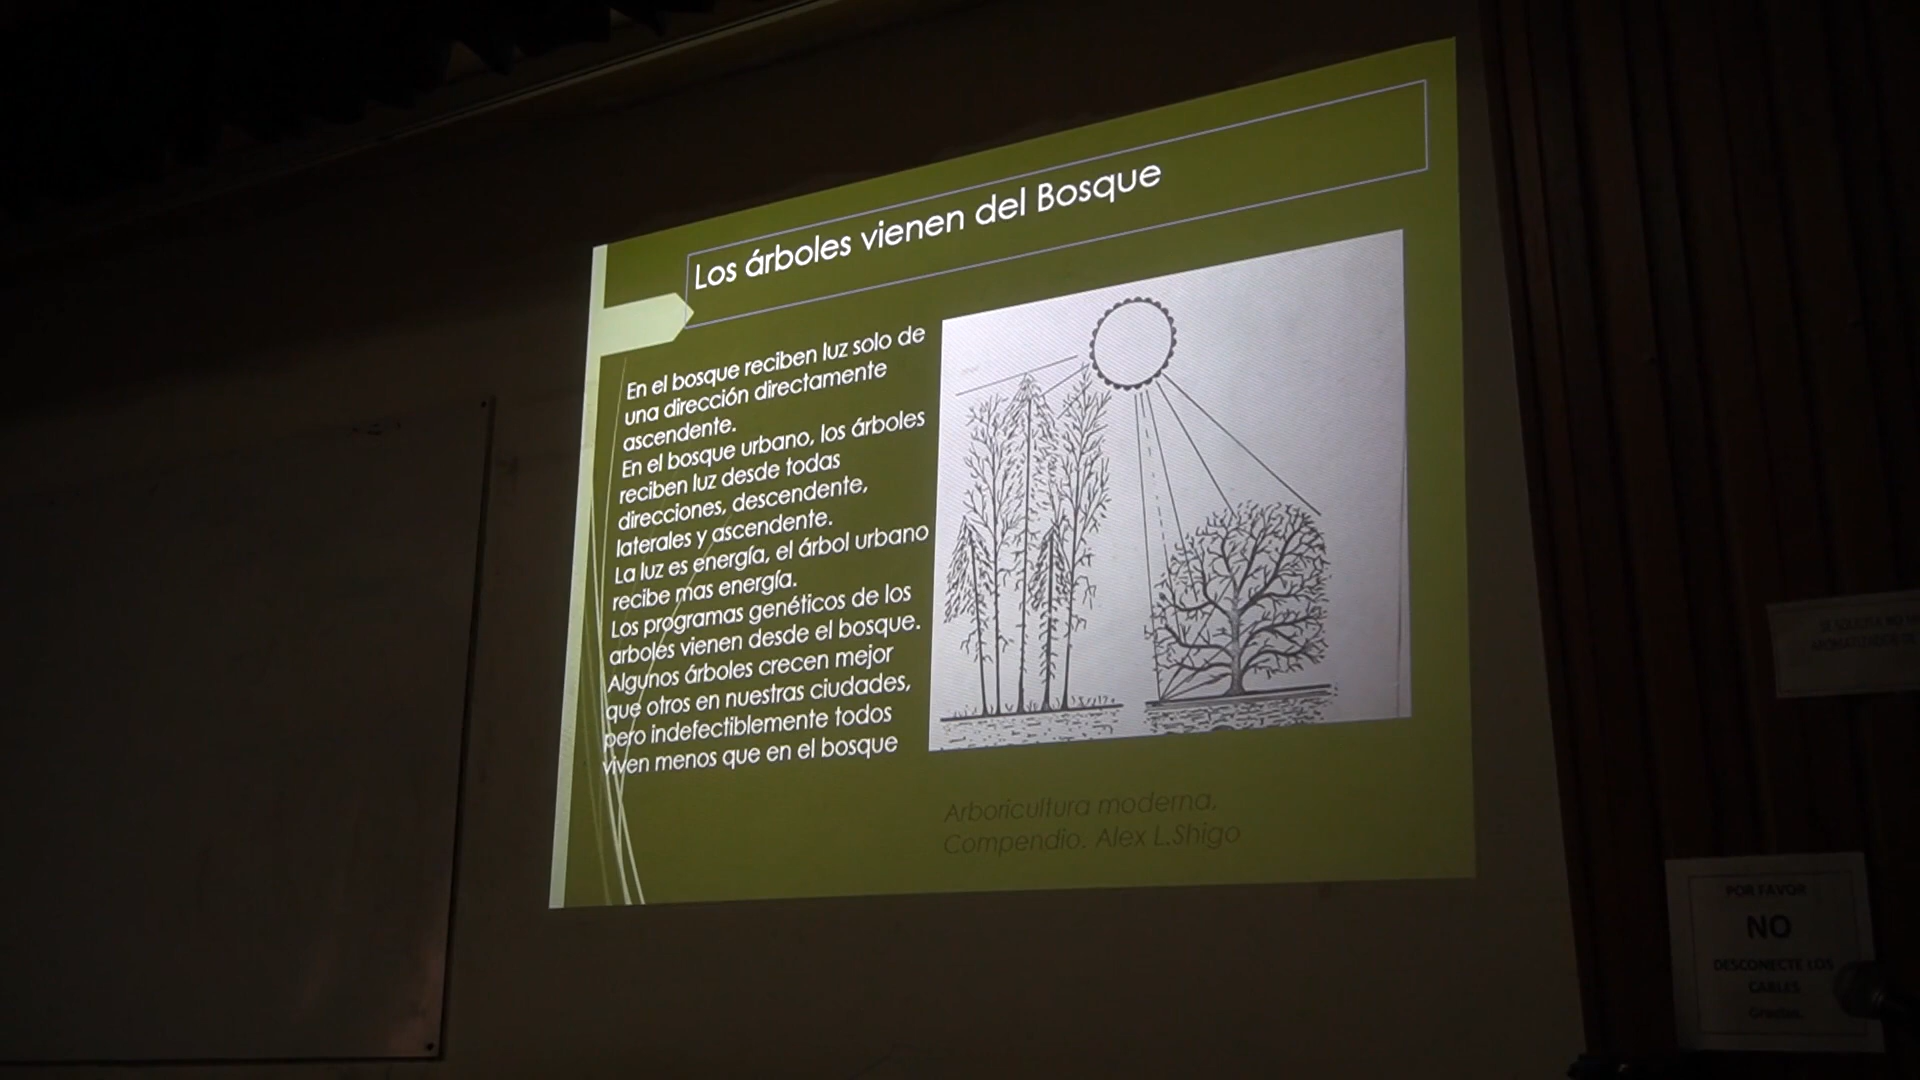 Los árboles vienen del Bosque
En el bosque reciben luz solo de
una dirección directamente
ascendente.
En el bosque urbano, los árboles
reciben luz desde todas
direcciones, descendente,
laterales y ascendente.
La luz es energía, el árbol urbano
recibe mas energía.
Los programas genéticos de los
arboles vienen desde el bosque.
Algunos árboles crecen mejor
que otros en nuestras ciudades,
pero indefectiblemente todos
viven menos que en el bosque
Arboricultura moderna,
Compendio. Alex L.Shigo
POR FAVOR
NO
DESCONECTE LOS
CABLES
Gracias.